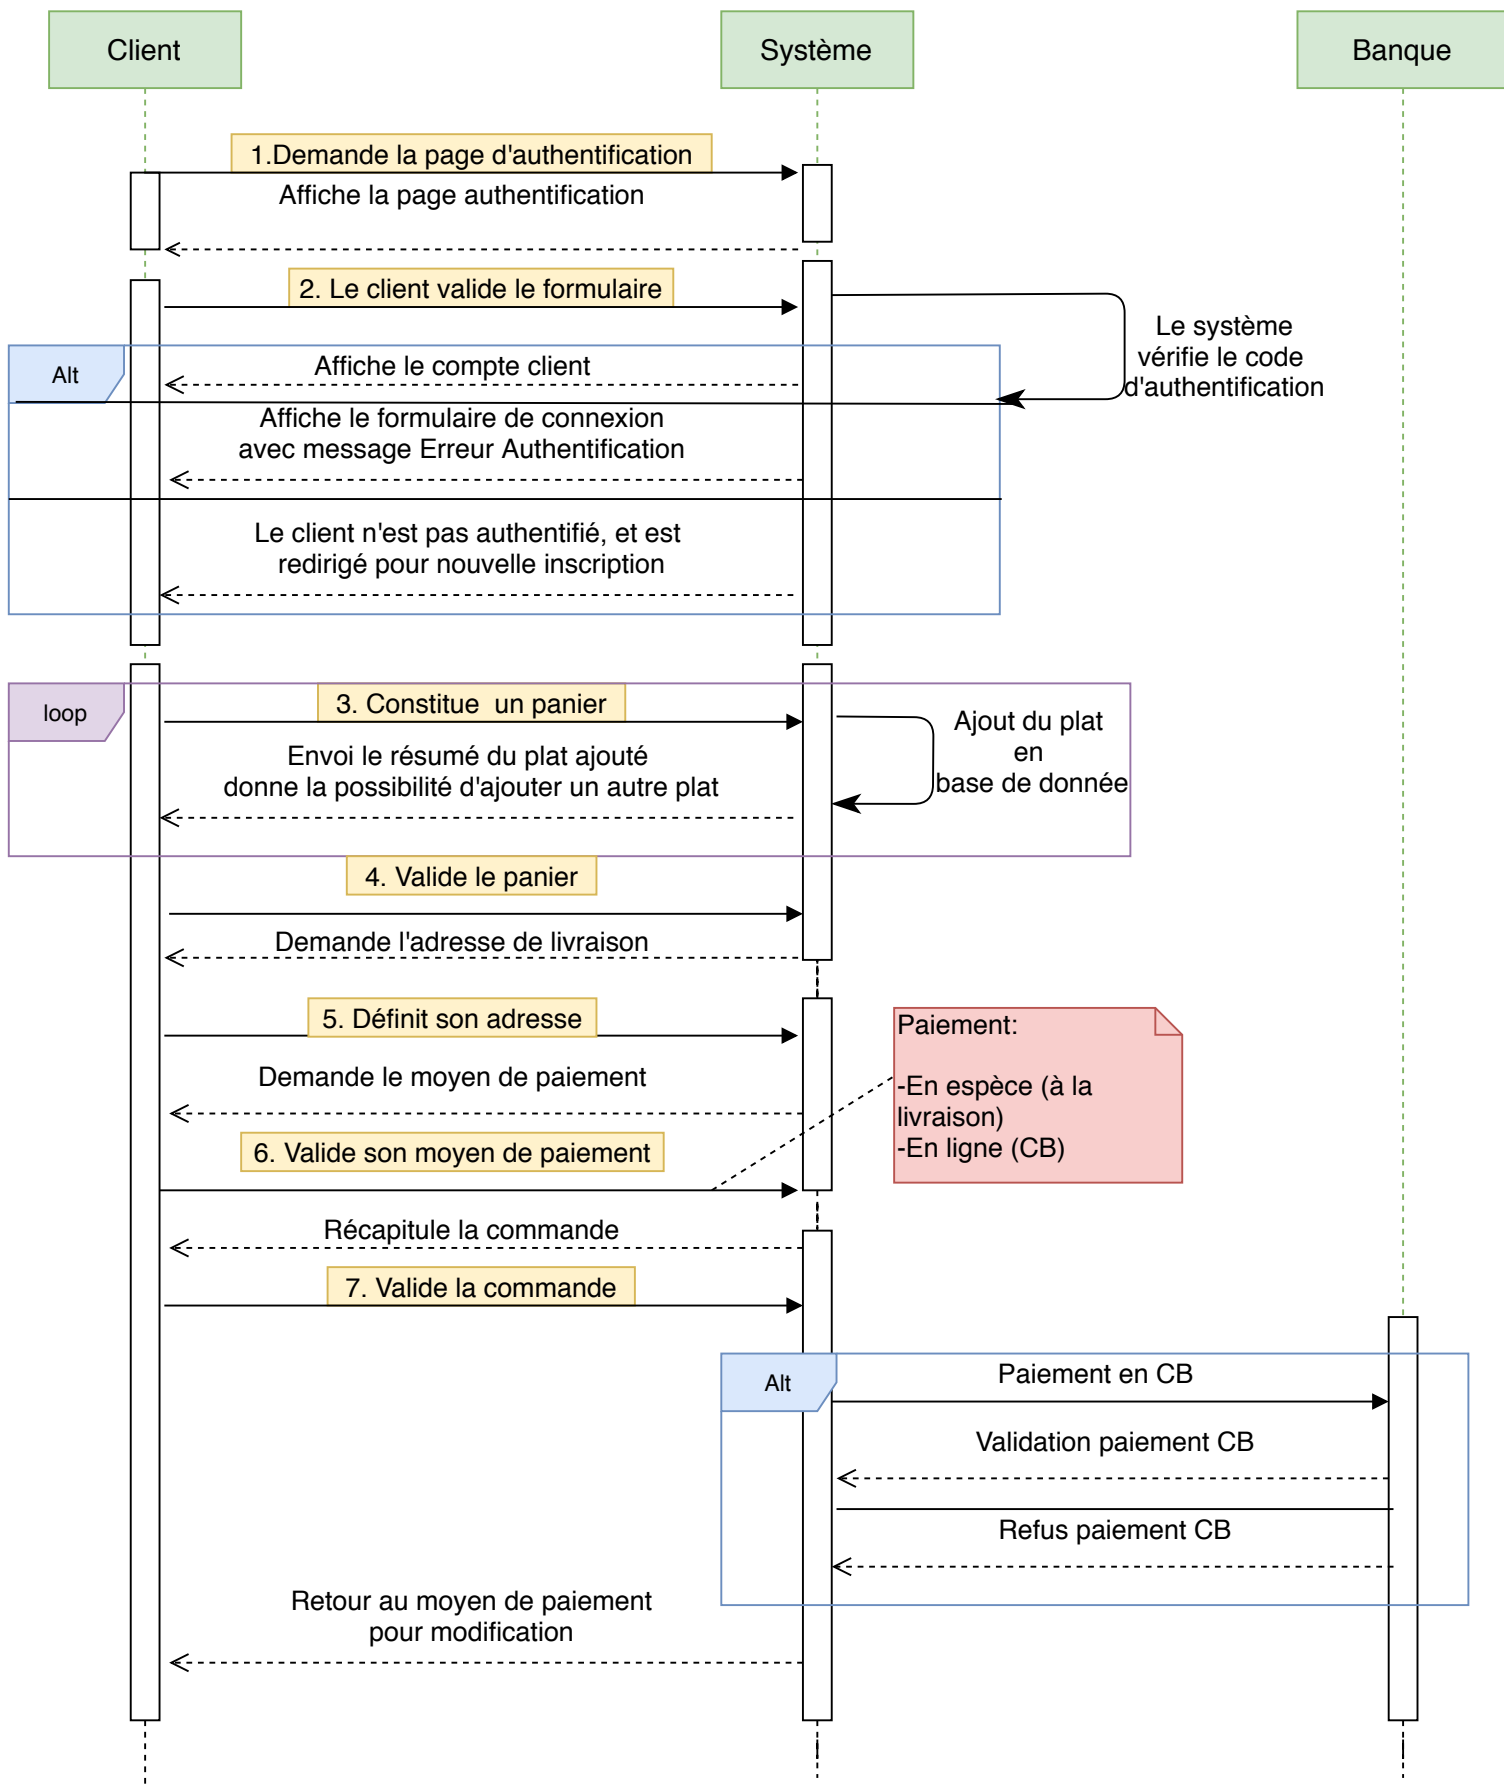 Client
Système
Banque
1.Demande la page d'authentification
Affiche la page authentification
2. Le client valide le formulaire
Le système
vérifie le code
d'authentification
Alt
Affiche le compte client
Affiche le formulaire de connexion
avec message Erreur Authentification
Le client n'est pas authentifié, et est
redirigé pour nouvelle inscription
loop
3. Constitue  un panier
Ajout du plat
en
base de donnée
Envoi le résumé du plat ajouté
donne la possibilité d'ajouter un autre plat
4. Valide le panier
Demande l'adresse de livraison
5. Définit son adresse
Paiement:
-En espèce (à la
livraison)
-En ligne (CB)
Demande le moyen de paiement
6. Valide son moyen de paiement
Récapitule la commande
7. Valide la commande
Alt
Paiement en CB
Validation paiement CB
Refus paiement CB
Retour au moyen de paiement
pour modification